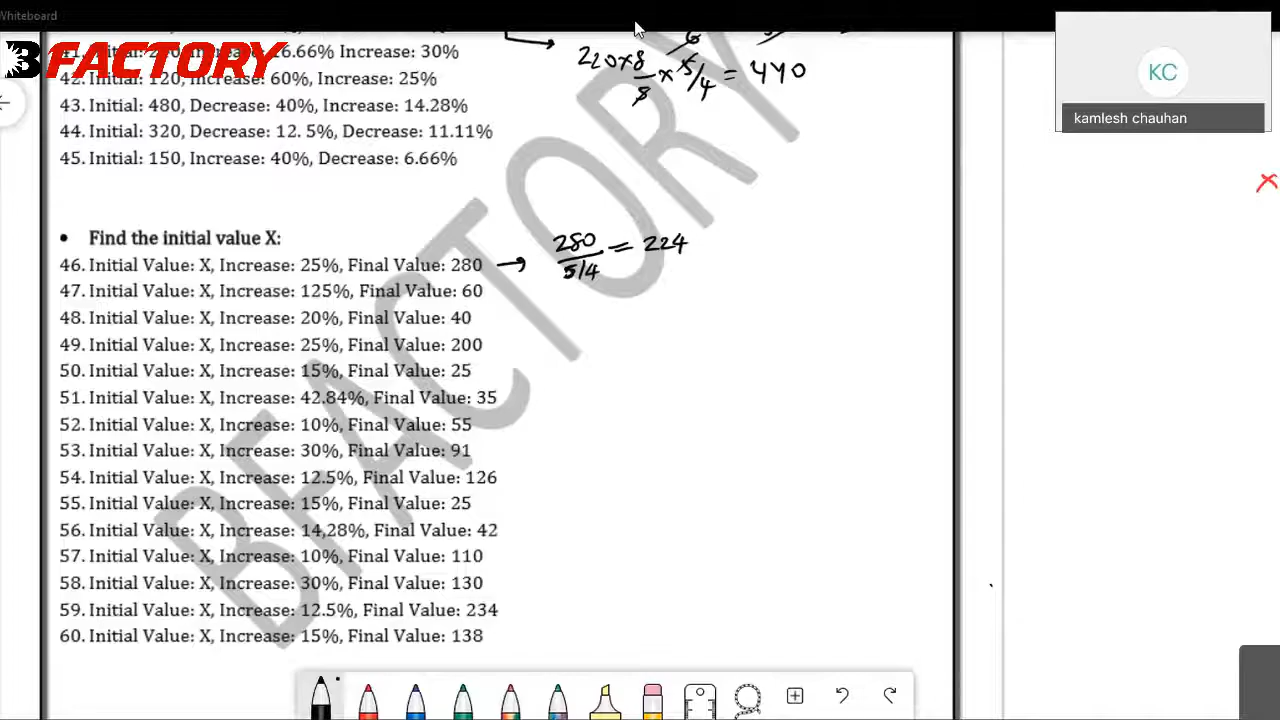 Whiteboard
BFACTORY
6.66% Increase: 30%
42. Initial: 120, Increase: 60%, Increase: 25%
43. Initial: 480, Decrease: 40%, Increase: 14.28%
44. Initial: 320, Decrease: 12. 5%, Decrease: 11.11%
45. Initial: 150, Increase: 40%, Decrease: 6.66%
220×8/5 × 5/4 = 440
KC
kamlesh chauhan
• Find the initial value X:
46. Initial Value: X, Increase: 25%, Final Value: 280 → 280 / 5/4 = 224
47. Initial Value: X, Increase: 125%, Final Value: 60
48. Initial Value: X, Increase: 20%, Final Value: 40
49. Initial Value: X, Increase: 25%, Final Value: 200
50. Initial Value: X, Increase: 15%, Final Value: 25
51. Initial Value: X, Increase: 42.84%, Final Value: 35
52. Initial Value: X, Increase: 10%, Final Value: 55
53. Initial Value: X, Increase: 30%, Final Value: 91
54. Initial Value: X, Increase: 12.5%, Final Value: 126
55. Initial Value: X, Increase: 15%, Final Value: 25
56. Initial Value: X, Increase: 14,28%, Final Value: 42
57. Initial Value: X, Increase: 10%, Final Value: 110
58. Initial Value: X, Increase: 30%, Final Value: 130
59. Initial Value: X, Increase: 12.5%, Final Value: 234
60. Initial Value: X, Increase: 15%, Final Value: 138
BFACTORY